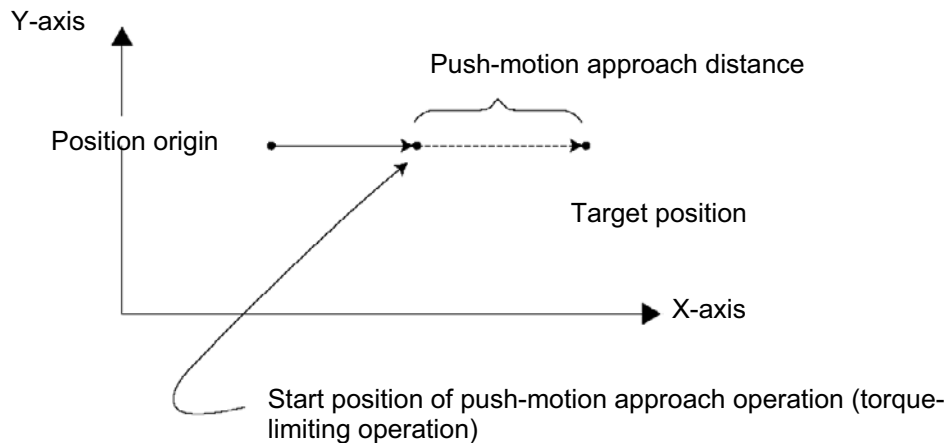 Y-axis
Push-motion approach distance
Position origin
Target position
X-axis
Start position of push-motion approach operation (torque-
limiting operation)